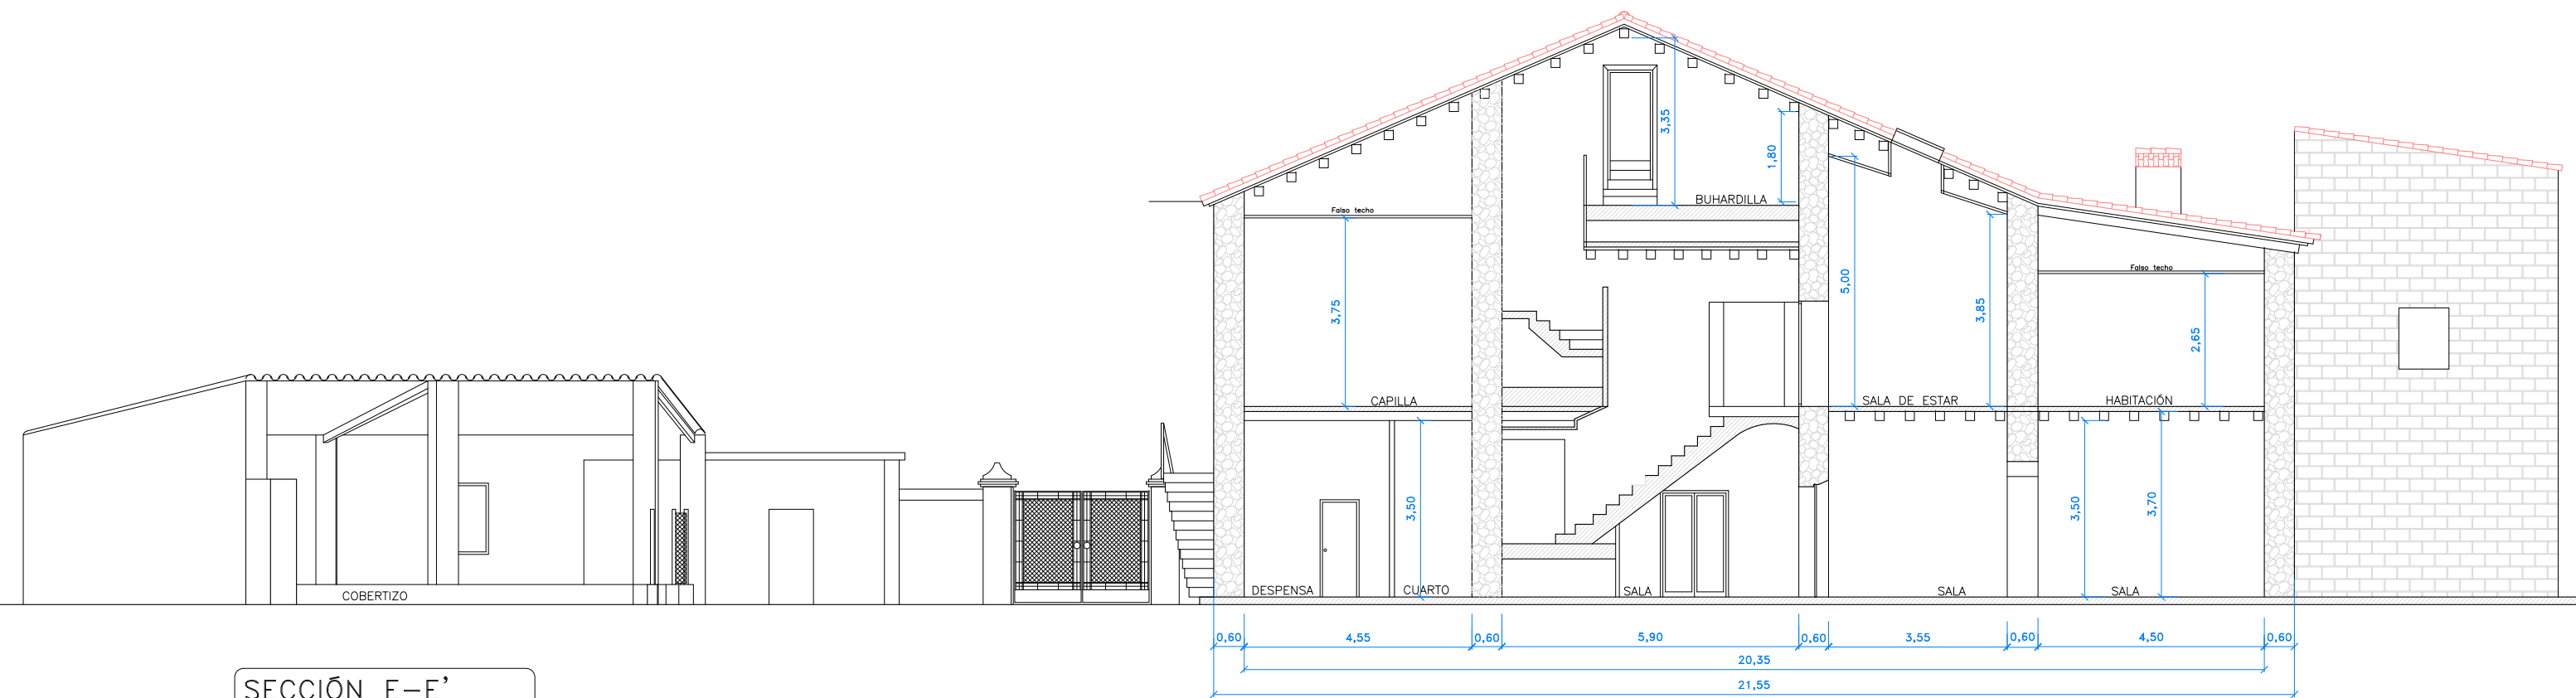 3,35
1,80
BUHARDILLA
Falso techo
5,00
3,85
Falso techo
3,75
2,65
CAPILLA
SALA DE ESTAR
HABITACIÓN
3,50
3,50
3,70
COBERTIZO
DESPENSA
CUARTO
SALA
SALA
SALA
0,60
4,55
0,60
5,90
0,60
3,55
0,60
4,50
0,60
20,35
21,55
SECCIÓN